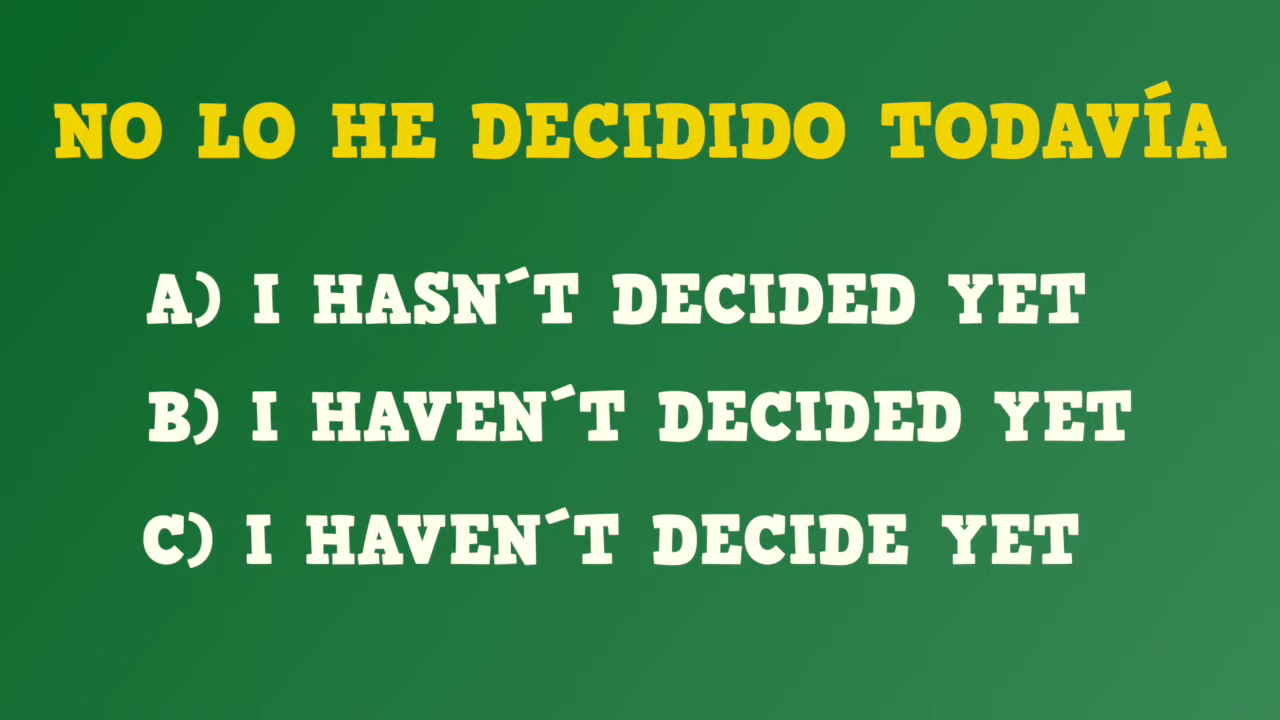 NO LO HE DECIDIDO TODAVÍA
A) I HASN´T DECIDED YET
B) I HAVEN´T DECIDED YET
C) I HAVEN´T DECIDE YET